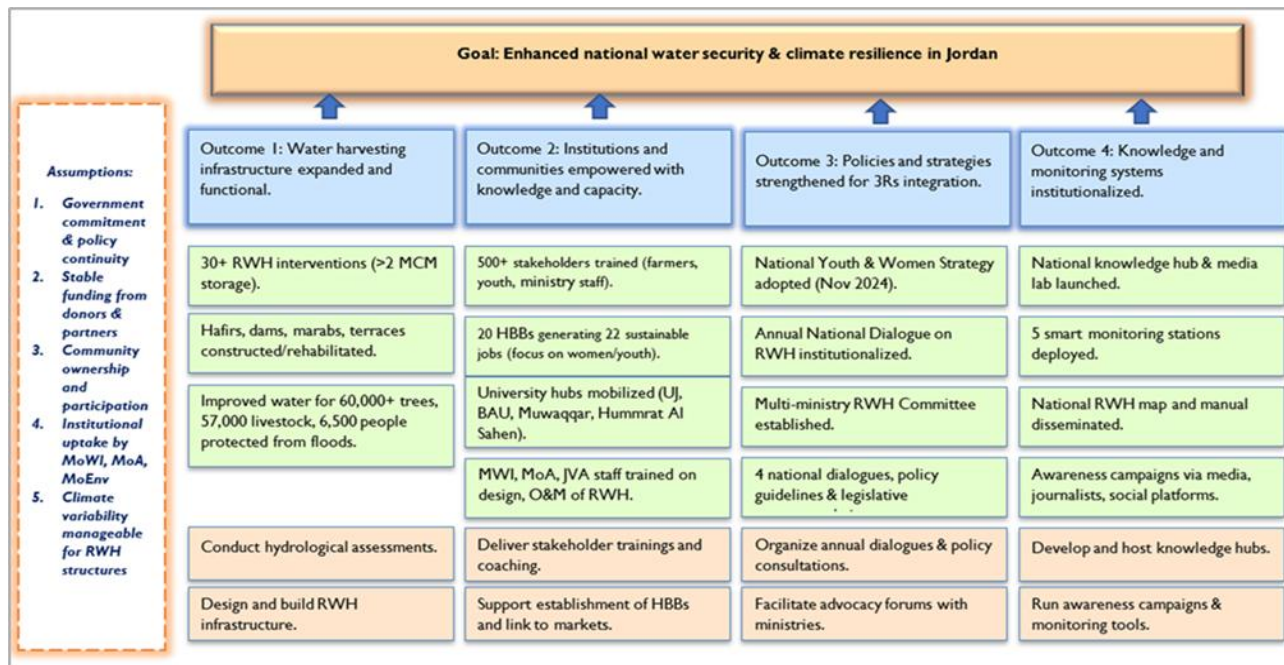 Goal: Enhanced national water security & climate resilience in Jordan
Assumptions:
1. Government
commitment
& policy
continuity
2. Stable
funding from
donors &
partners
3. Community
ownership
and
participation
4. Institutional
uptake by
MoWI, MoA,
MoEnv
5. Climate
variability
manageable
for RWH
structures
Outcome 1: Water harvesting
infrastructure expanded and
functional.
30+ RWH interventions (>2 MCM
storage).
Hafirs, dams, marabs, terraces
constructed/rehabilitated.
Improved water for 60,000+ trees,
57,000 livestock, 6,500 people
protected from floods.
Conduct hydrological assessments.
Design and build RWH
infrastructure.
Outcome 2: Institutions and
communities empowered with
knowledge and capacity.
500+ stakeholders trained (farmers,
youth, ministry staff).
20 HBBs generating 22 sustainable
jobs (focus on women/youth).
University hubs mobilized (UJ,
BAU, Muwaqqar, Hummrat Al
Sahen).
MWI, MoA, JVA staff trained on
design, O&M of RWH.
Deliver stakeholder trainings and
coaching.
Support establishment of HBBs
and link to markets.
Outcome 3: Policies and strategies
strengthened for 3Rs integration.
National Youth & Women Strategy
adopted (Nov 2024).
Annual National Dialogue on
RWH institutionalized.
Multi-ministry RWH Committee
established.
4 national dialogues, policy
guidelines & legislative
Organize annual dialogues & policy
consultations.
Facilitate advocacy forums with
ministries.
Outcome 4: Knowledge and
monitoring systems
institutionalized.
National knowledge hub & media
lab launched.
5 smart monitoring stations
deployed.
National RWH map and manual
disseminated.
Awareness campaigns via media,
journalists, social platforms.
Develop and host knowledge hubs.
Run awareness campaigns &
monitoring tools.